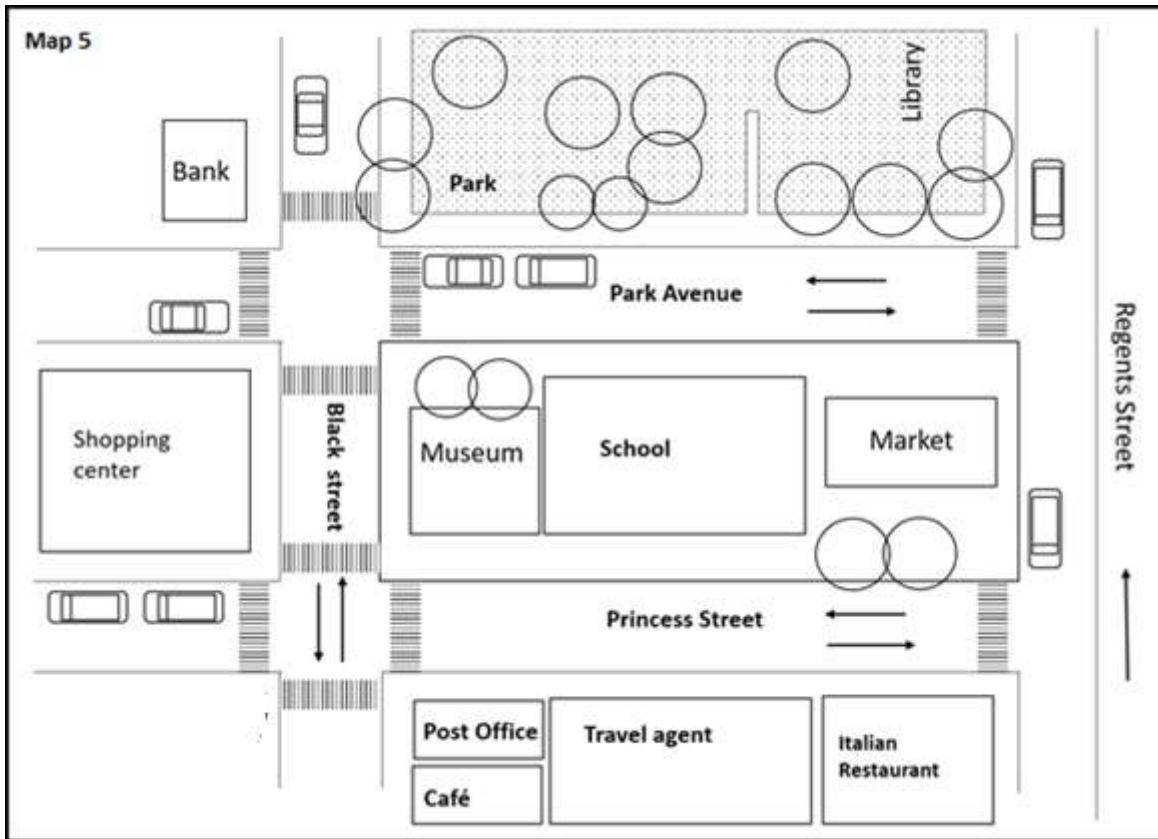 Map 5
Library
Bank
Park
Park Avenue
Regents Street
Shopping
center
Black street
Museum
School
Market
Princess Street
Post Office
Travel agent
Italian
Restaurant
Café